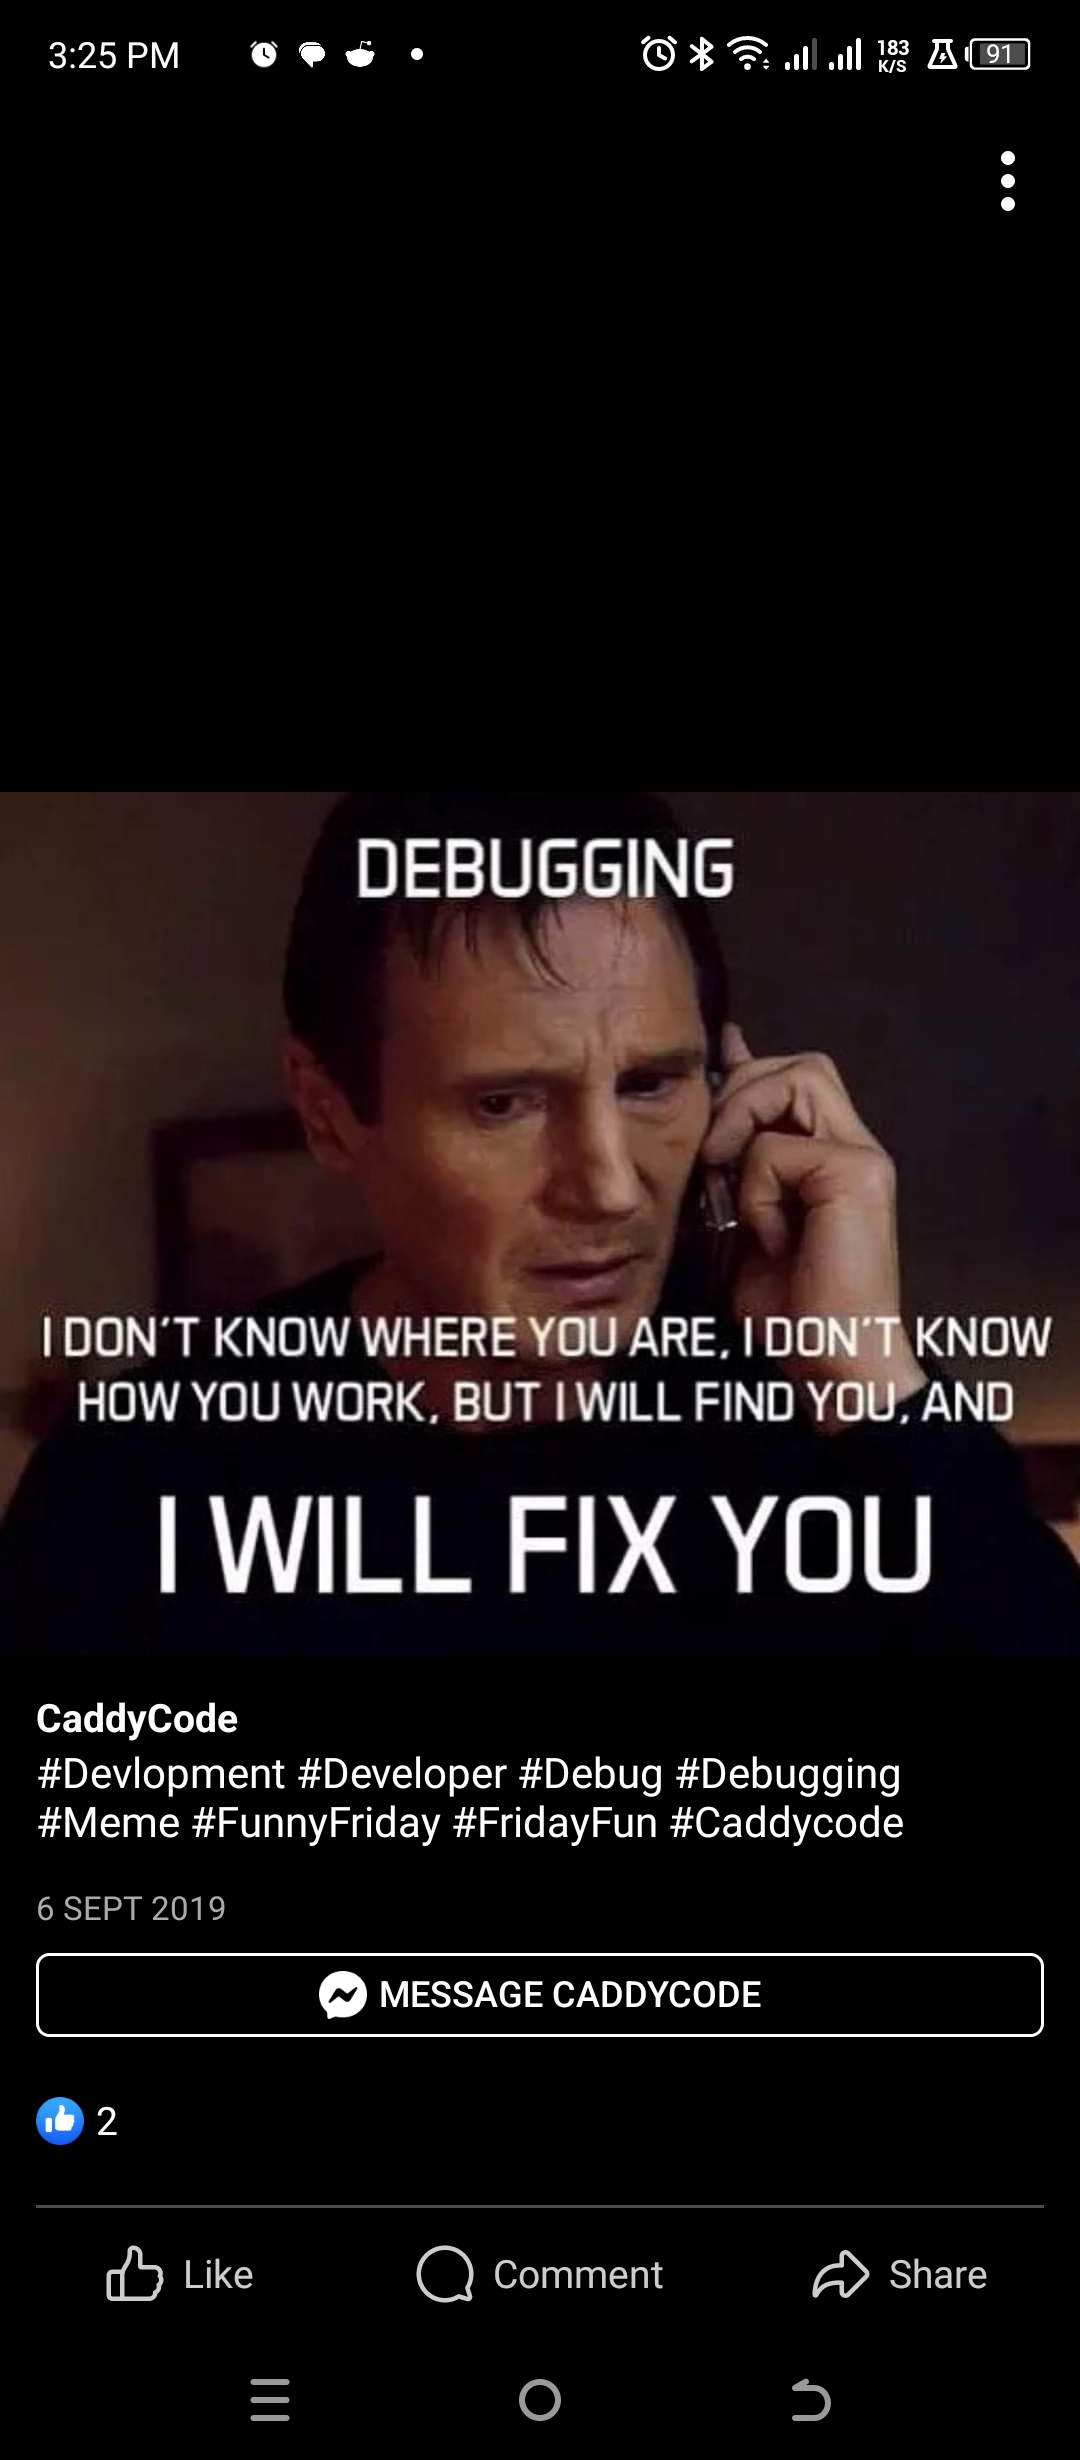 3:25 PM
183
K/S
91
DEBUGGING
I DON'T KNOW WHERE YOU ARE, I DON'T KNOW
HOW YOU WORK, BUT I WILL FIND YOU, AND
I WILL FIX YOU
CaddyCode
#Devlopment #Developer #Debug #Debugging
#Meme #FunnyFriday #FridayFun #Caddycode
6 SEPT 2019
MESSAGE CADDYCODE
2
Like
Comment
Share